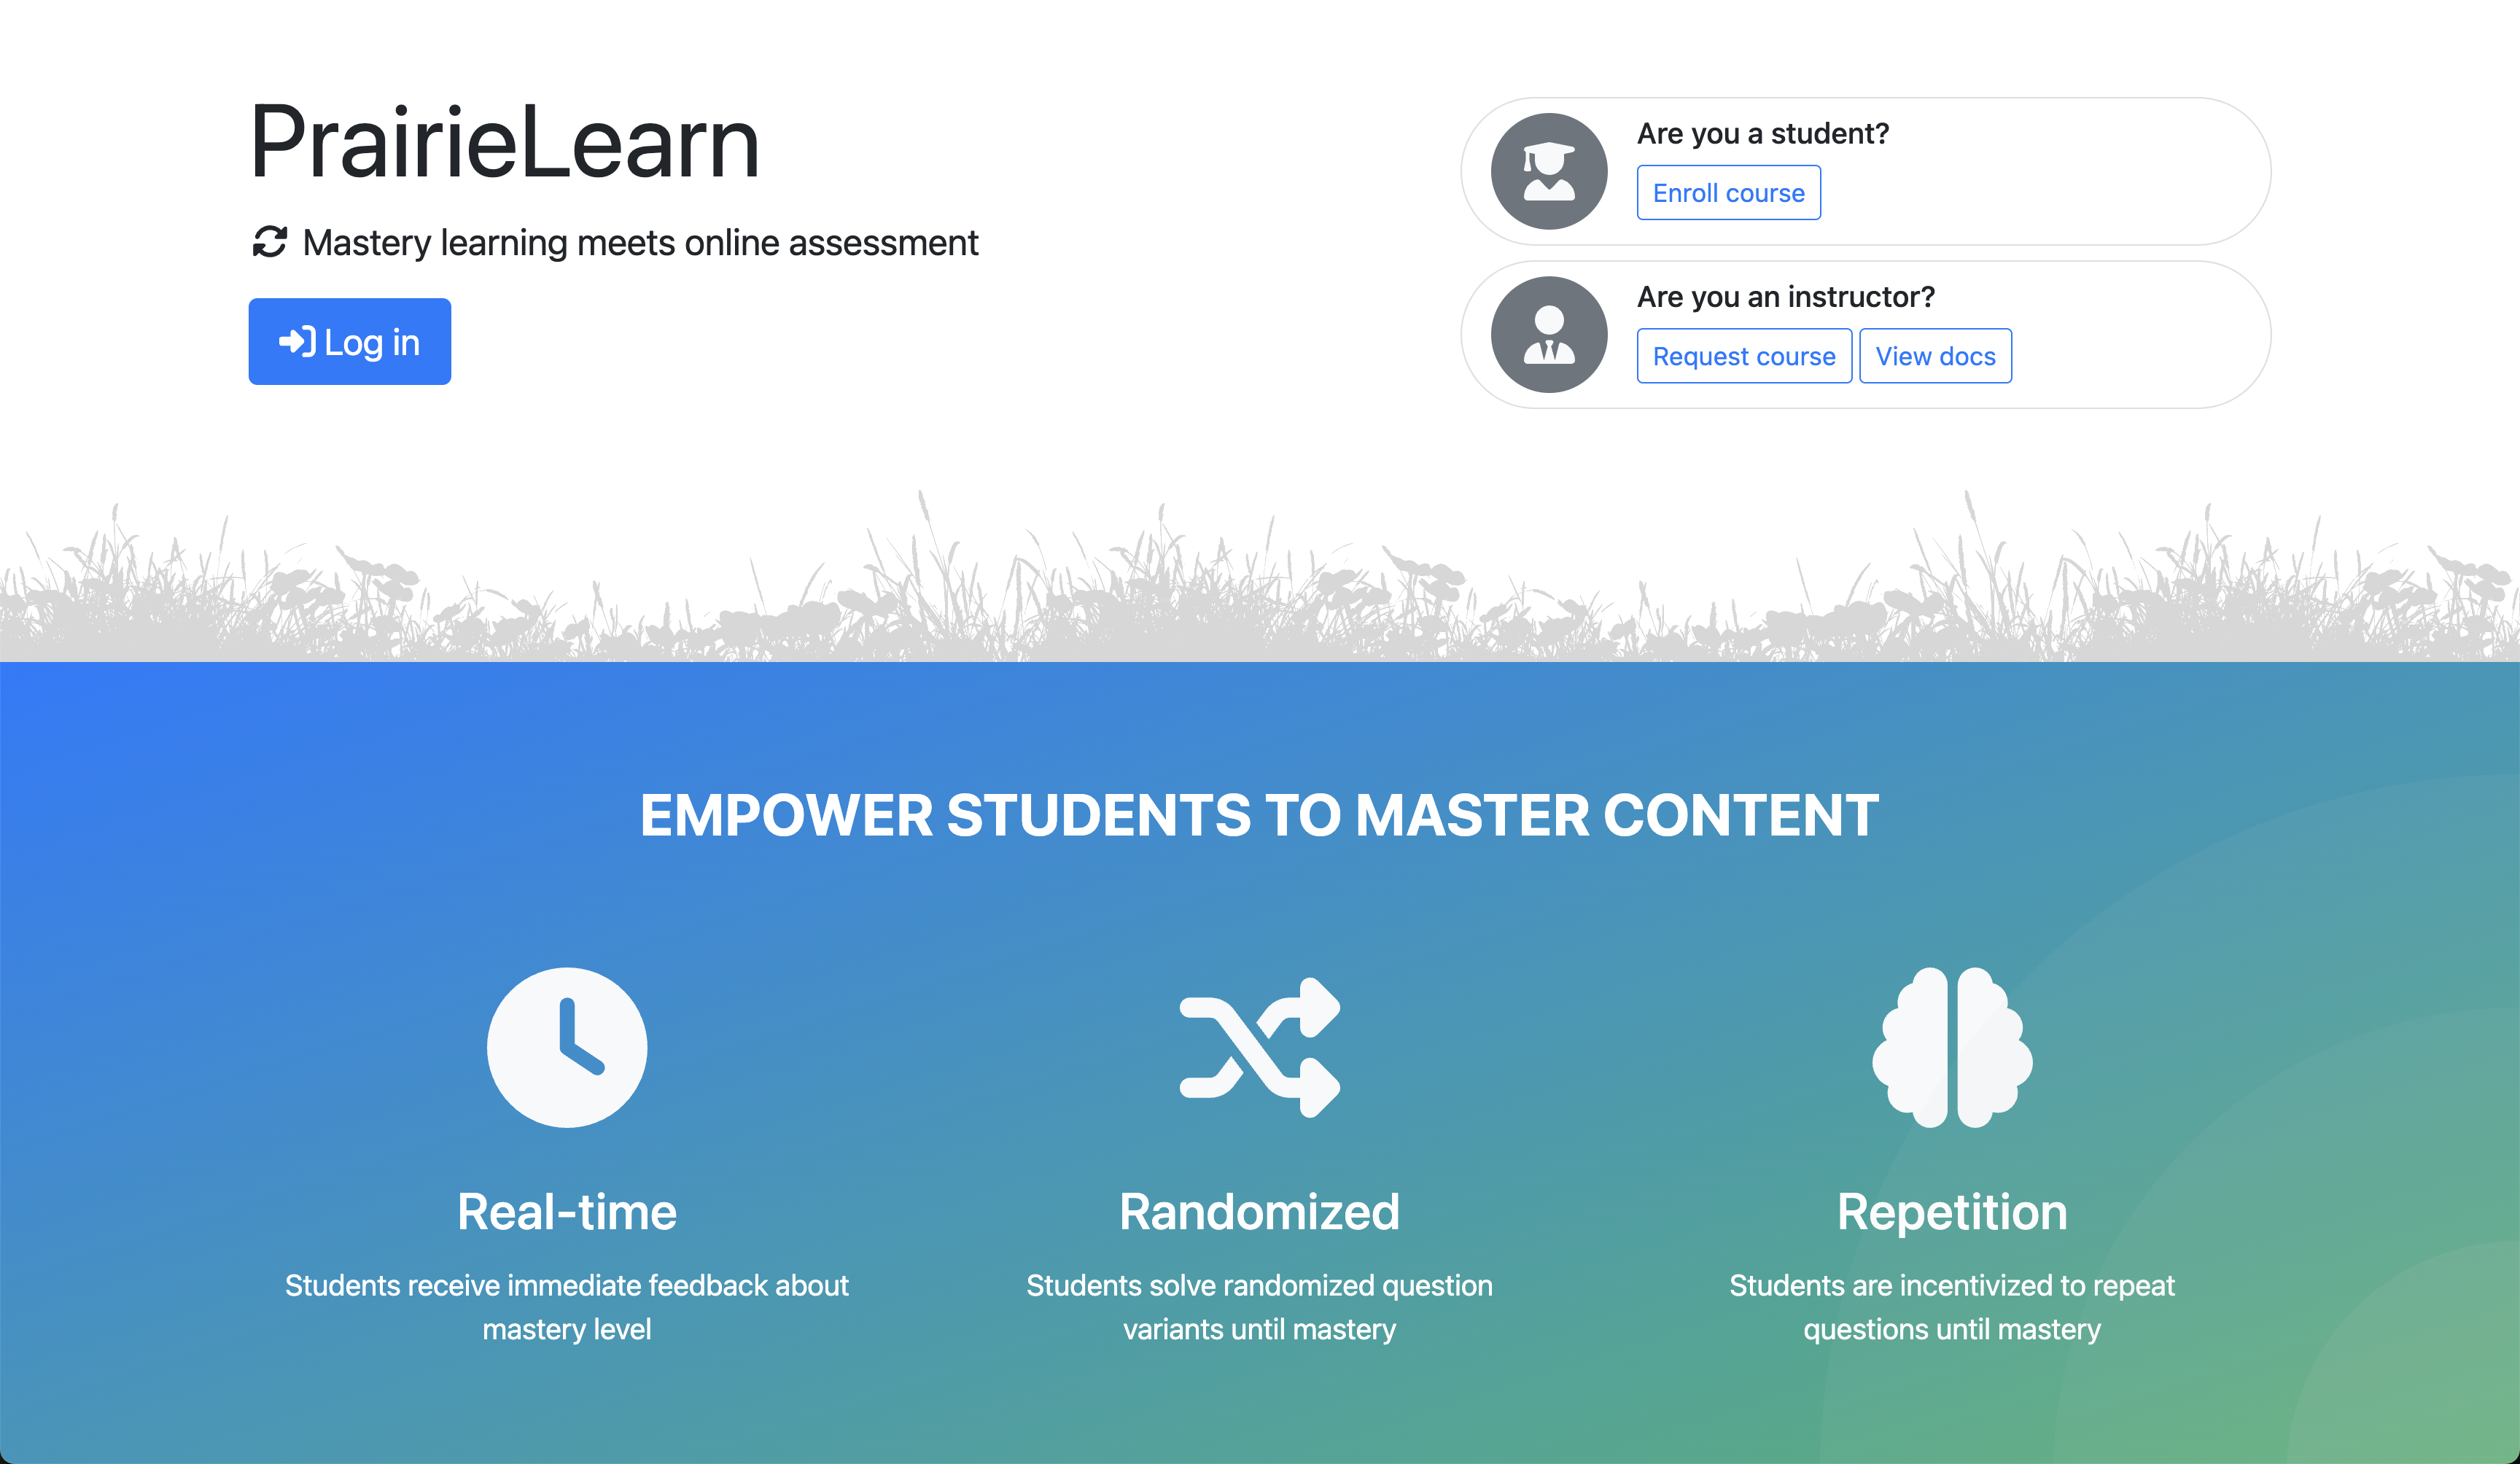 PrairieLearn
Mastery learning meets online assessment
Log in
Are you a student?
Enroll course
Are you an instructor?
Request course View docs
EMPOWER STUDENTS TO MASTER CONTENT
Real-time
Students receive immediate feedback about
mastery level
Randomized
Students solve randomized question
variants until mastery
Repetition
Students are incentivized to repeat
questions until mastery